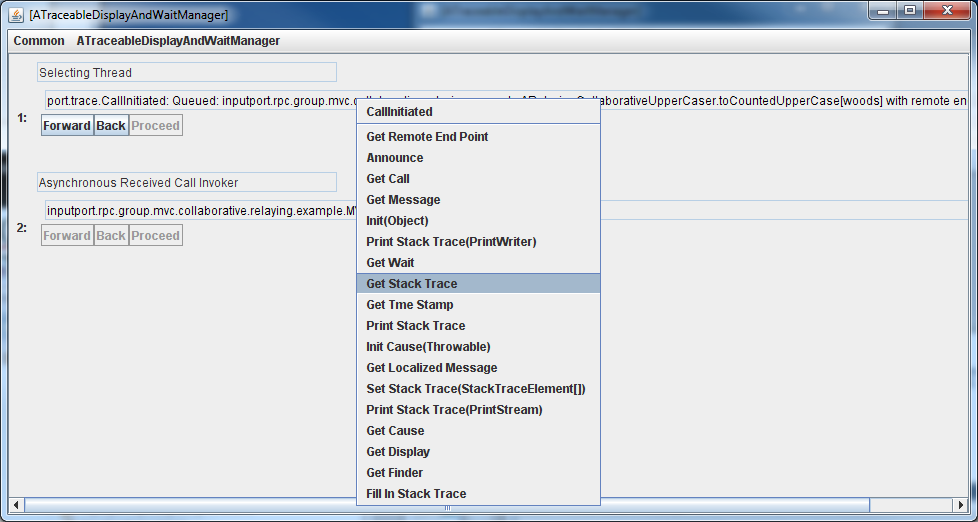 [ATraceableDisplayAndWaitManager]
Common ATraceableDisplayAndWaitManager
Selecting Thread
port.trace.CallInitiated: Queued: inputport.rpc.group.mvc.
CollaborativeUpperCaser.toCountedUpperCase[woods] with remote en
1:
Forward Back Proceed
Asynchronous Received Call Invoker
inputport.rpc.group.mvc.collaborative.relaying.example.M
2:
Forward Back Proceed
CallInitiated
Get Remote End Point
Announce
Get Call
Get Message
Init(Object)
Print Stack Trace(PrintWriter)
Get Wait
Get Stack Trace
Get Tme Stamp
Print Stack Trace
Init Cause(Throwable)
Get Localized Message
Set Stack Trace(StackTraceElement[])
Print Stack Trace(PrintStream)
Get Cause
Get Display
Get Finder
Fill In Stack Trace